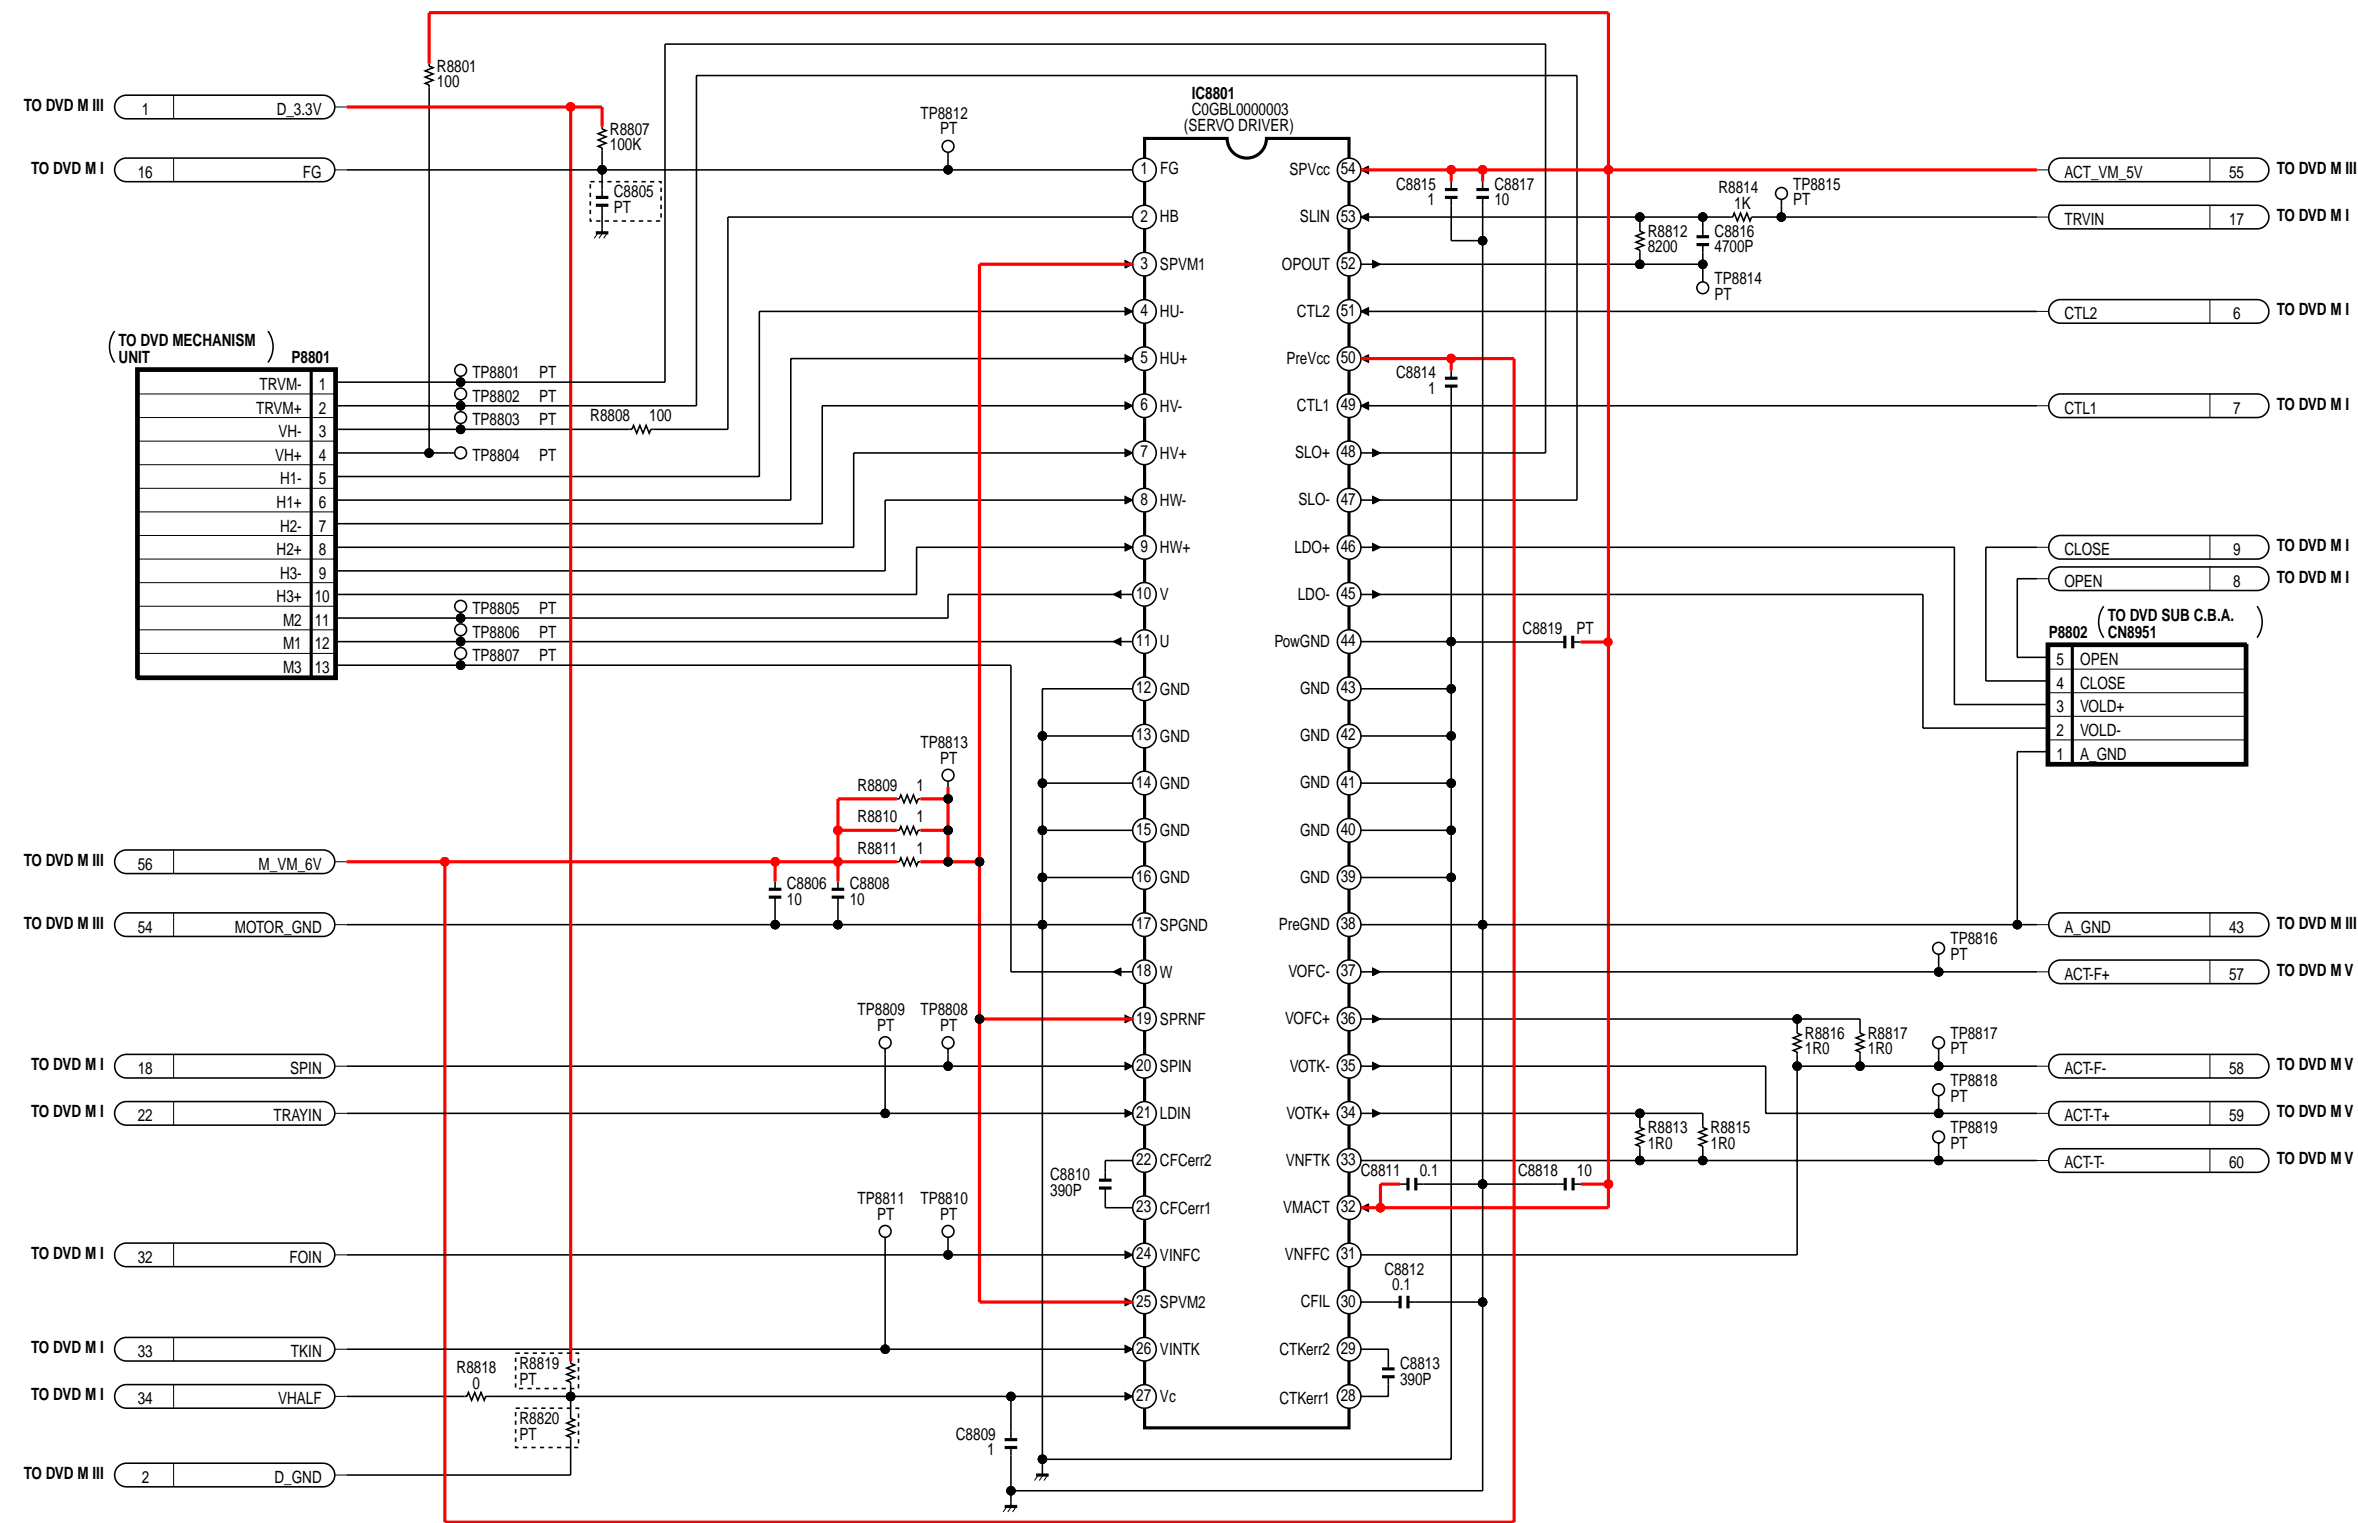 R8801
100
TO DVD M III 1 D_3.3V
R8807
100K
TO DVD M I 16 FG
C8805
PT
TP8812
PT
IC8801
C0GBL0000003
(SERVO DRIVER)
1 FG
2 HB
3 SPVM1
4 HU-
5 HU+
6 HV-
7 HV+
8 HW-
9 HW+
10 V
11 U
12 GND
13 GND
14 GND
15 GND
16 GND
17 SPGND
18 W
19 SPRNF
20 SPIN
21 LDIN
22 CFCerr2
23 CFCerr1
24 VINFC
25 SPVM2
26 VINTK
27 Vc
SPVcc 54
SLIN 53
OPOUT 52
CTL2 51
PreVcc 50
CTL1 49
SLO+ 48
SLO- 47
LDO+ 46
LDO- 45
PowGND 44
GND 43
GND 42
GND 41
GND 40
GND 39
PreGND 38
VOFC- 37
VOFC+ 36
VOTK- 35
VOTK+ 34
VNFTK 33
VMACT 32
VNFFC 31
CFIL 30
CTKerr2 29
CTKerr1 28
(TO DVD MECHANISM
UNIT)
P8801
TRVM- 1
TRVM+ 2
VH- 3
VH+ 4
H1- 5
H1+ 6
H2- 7
H2+ 8
H3- 9
H3+ 10
M2 11
M1 12
M3 13
TP8801 PT
TP8802 PT
TP8803 PT
R8808 100
TP8804 PT
TP8805 PT
TP8806 PT
TP8807 PT
TP8813
PT
R8809 1
R8810 1
R8811 1
TO DVD M III 56 M_VM_6V
C8806
10
C8808
10
TO DVD M III 54 MOTOR_GND
TP8809
PT
TP8808
PT
TO DVD M I 18 SPIN
TO DVD M I 22 TRAYIN
C8810
390P
TP8811
PT
TP8810
PT
TO DVD M I 32 FOIN
TO DVD M I 33 TKIN
R8818
0
R8819
PT
TO DVD M I 34 VHALF
R8820
PT
C8809
1
TO DVD M III 2 D_GND
C8815
1
C8817
10
ACT_VM_5V 55 TO DVD M III
R8814
1K
TP8815
PT
TRVIN 17 TO DVD M I
R8812
8200
C8816
4700P
TP8814
PT
CTL2 6 TO DVD M I
C8814
1
CTL1 7 TO DVD M I
CLOSE 9 TO DVD M I
OPEN 8 TO DVD M I
(TO DVD SUB C.B.A.
CN8951)
P8802
5 OPEN
4 CLOSE
3 VOLD+
2 VOLD-
1 A_GND
C8819 PT
A_GND 43 TO DVD M III
TP8816
PT
ACT-F+ 57 TO DVD M V
R8816
1R0
R8817
1R0
TP8817
PT
ACT-F- 58 TO DVD M V
TP8818
PT
ACT-T+ 59 TO DVD M V
R8813
1R0
R8815
1R0
TP8819
PT
ACT-T- 60 TO DVD M V
C8811 0.1
C8818 10
C8812
0.1
C8813
390P